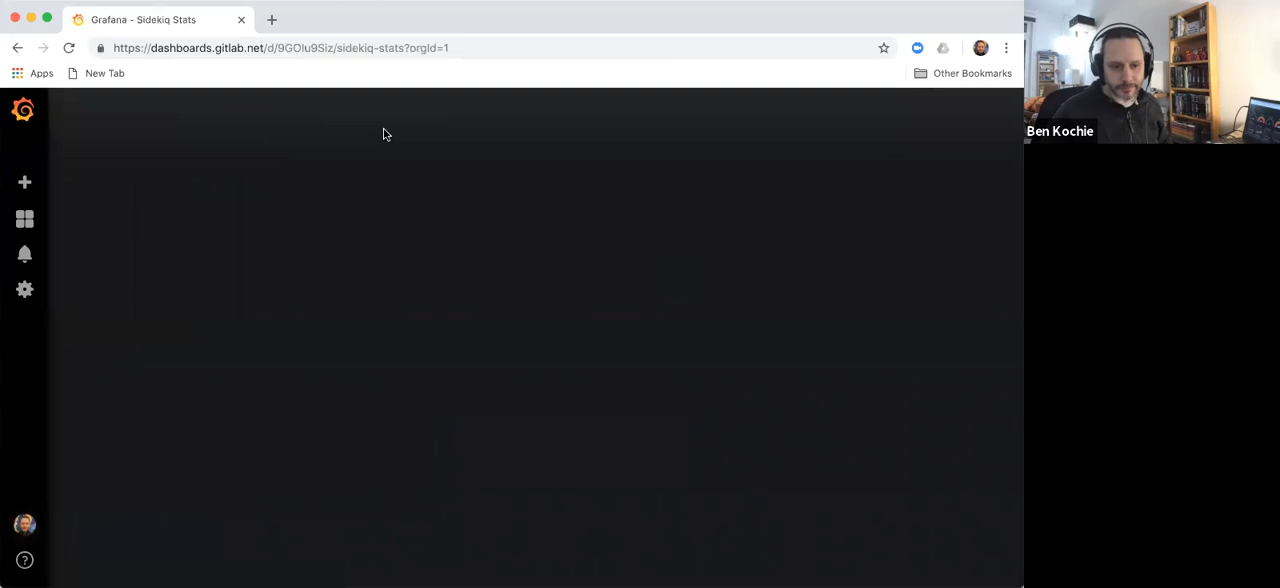 Grafana - Sidekiq Stats
https://dashboards.gitlab.net/d/9GOIu9Siz/sidekiq-stats?orgId=1
Apps
New Tab
Other Bookmarks
Ben Kochie